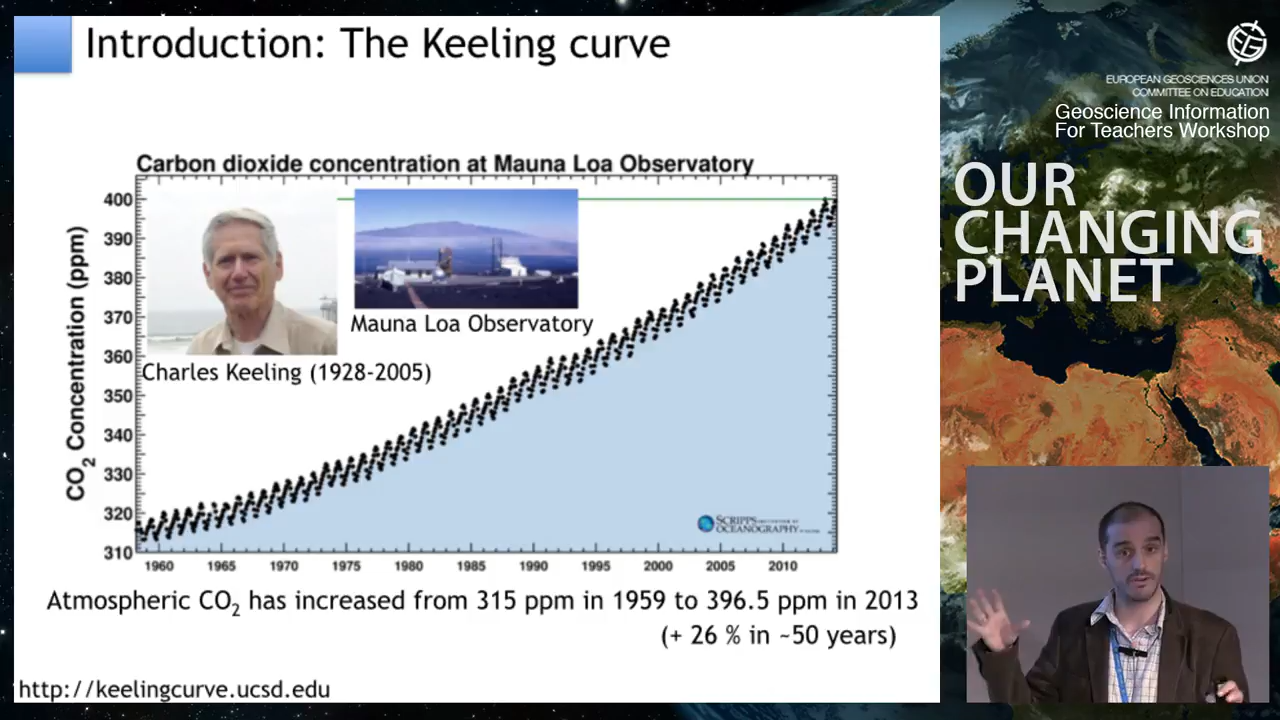 Introduction: The Keeling curve
Carbon dioxide concentration at Mauna Loa Observatory
CO2 Concentration (ppm)
400
390
380
370
360
350
340
330
320
310
Mauna Loa Observatory
Charles Keeling (1928-2005)
SCRIPPS
OCEANOGRAPHY
1960 1965 1970 1975 1980 1985 1990 1995 2000 2005 2010
Atmospheric CO2 has increased from 315 ppm in 1959 to 396.5 ppm in 2013
(+ 26 % in ~50 years)
http://keelingcurve.ucsd.edu
EUROPEAN GEOSCIENCES UNION
COMMITTEE ON EDUCATION
Geoscience Information
For Teachers Workshop
OUR
CHANGING
PLANET